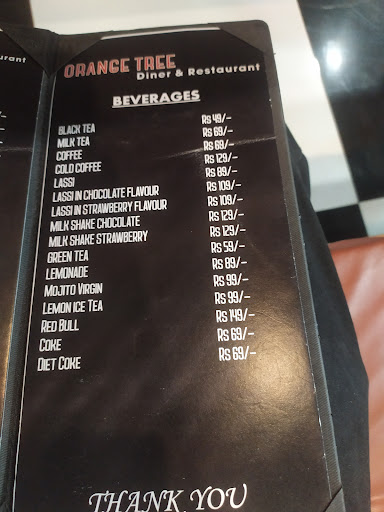 ORANGE TREE
Diner & Restaurant
BEVERAGES
BLACK TEA Rs 49/-
MILK TEA Rs 69/-
COFFEE Rs 69/-
COLD COFFEE Rs 129/-
LASSI Rs 89/-
LASSI IN CHOCOLATE FLAVOUR Rs 109/-
LASSI IN STRAWBERRY FLAVOUR Rs 109/-
MILK SHAKE CHOCOLATE Rs 129/-
MILK SHAKE STRAWBERRY Rs 129/-
GREEN TEA Rs 59/-
LEMONADE Rs 89/-
MOJITO VIRGIN Rs 99/-
LEMON ICE TEA Rs 99/-
RED BULL Rs 149/-
COKE Rs 69/-
DIET COKE Rs 69/-
THANK YOU